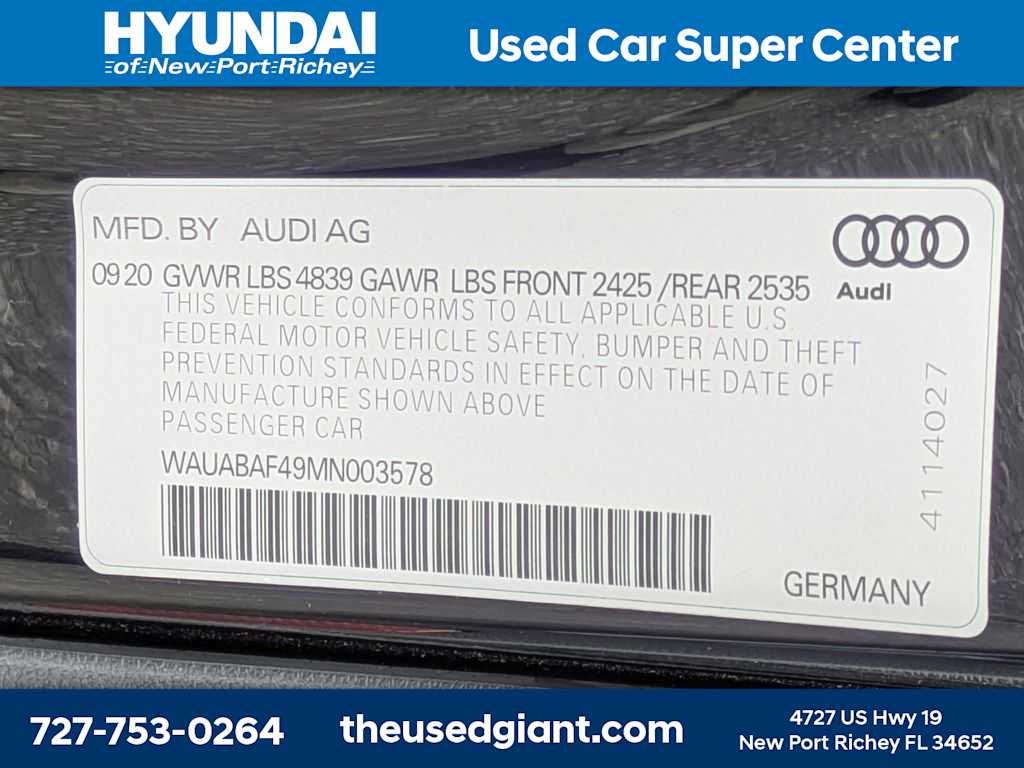 HYUNDAI
of New Port Richey
Used Car Super Center
MFD. BY AUDI AG
0920 GVWR LBS 4839 GAWR LBS FRONT 2425 /REAR 2535
Audi
THIS VEHICLE CONFORMS TO ALL APPLICABLE U.S.
FEDERAL MOTOR VEHICLE SAFETY, BUMPER AND THEFT
PREVENTION STANDARDS IN EFFECT ON THE DATE OF
MANUFACTURE SHOWN ABOVE
PASSENGER CAR
WAUABAF49MN003578
4114027
GERMANY
727-753-0264
theusedgiant.com
4727 US Hwy 19
New Port Richey FL 34652